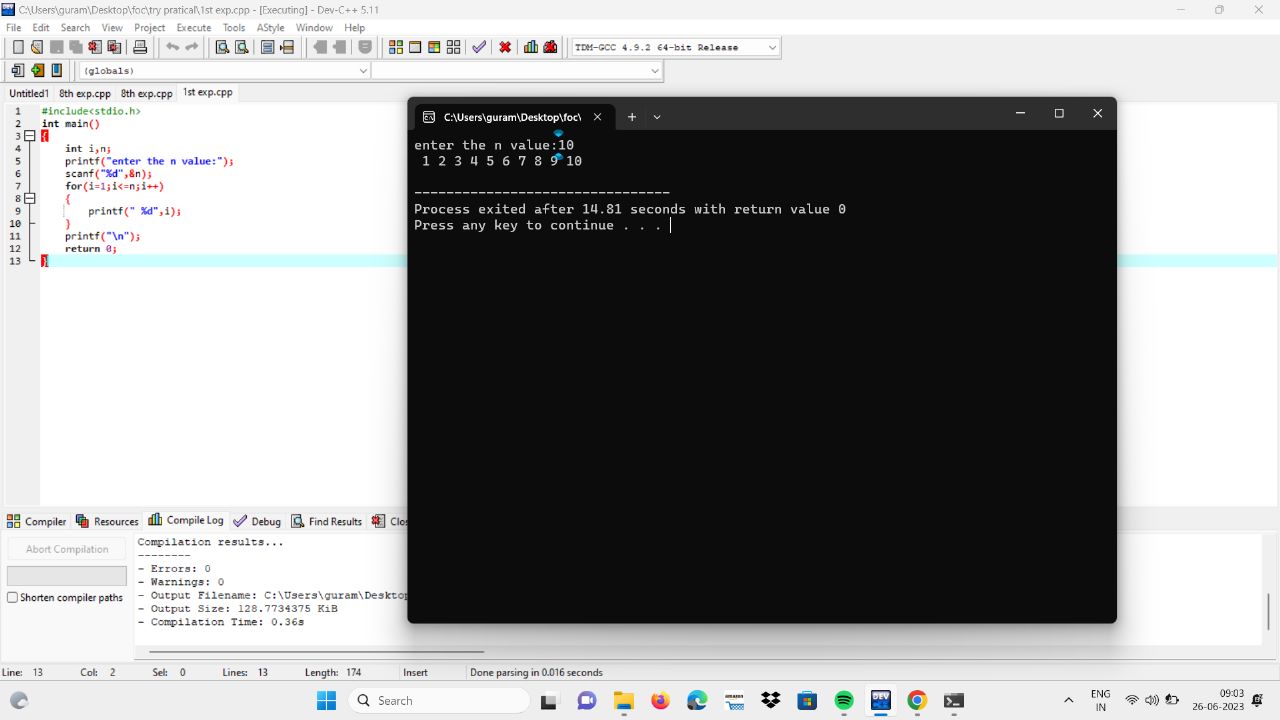 C:\Users\guram\Desktop\foc\try pratical\1st exp.cpp - [Executing] - Dev-C++ 5.11
File Edit Search View Project Execute Tools AStyle Window Help
TDM-GCC 4.9.2 64-bit Release
(globals)
Untitled1 8th exp.cpp 8th exp.cpp 1st exp.cpp
1 #include<stdio.h>
2 int main()
3 {
4 int i,n;
5 printf("enter the n value:");
6 scanf("%d",&n);
7 for(i=1;i<=n;i++)
8 {
9 printf(" %d",i);
10 }
11 printf("\n");
12 return 0;
13 }
C:\Users\guram\Desktop\foc\
enter the n value:10
1 2 3 4 5 6 7 8 9 10
--------------------------------
Process exited after 14.81 seconds with return value 0
Press any key to continue . . .
Compiler Resources Compile Log Debug Find Results Clos
Abort Compilation
Shorten compiler paths
Compilation results...
--------
- Errors: 0
- Warnings: 0
- Output Filename: C:\Users\guram\Deskto
- Output Size: 128.7734375 KiB
- Compilation Time: 0.36s
Line: 13 Col: 2 Sel: 0 Lines: 13 Length: 174 Insert Done parsing in 0.016 seconds
Search
amazon
DEV
ENG
IN
09:03
26-06-2023